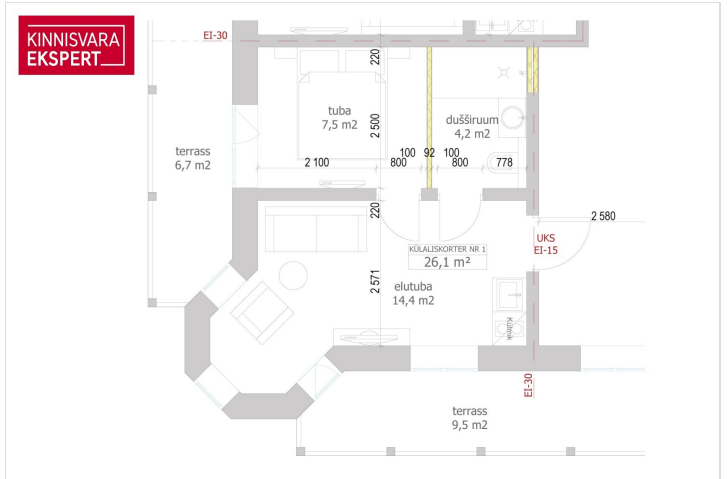 KINNISVARA
EKSPERT
EI-30
220
tuba
7,5 m2
2 500
dušširuum
4,2 m2
terrass
6,7 m2
100
92
100
2 100
800
800
778
220
2 580
UKS
EI-15
KÜLALISKORTER NR 1
26,1 m²
2 571
elutuba
14,4 m2
Külmik
EI-30
terrass
9,5 m2